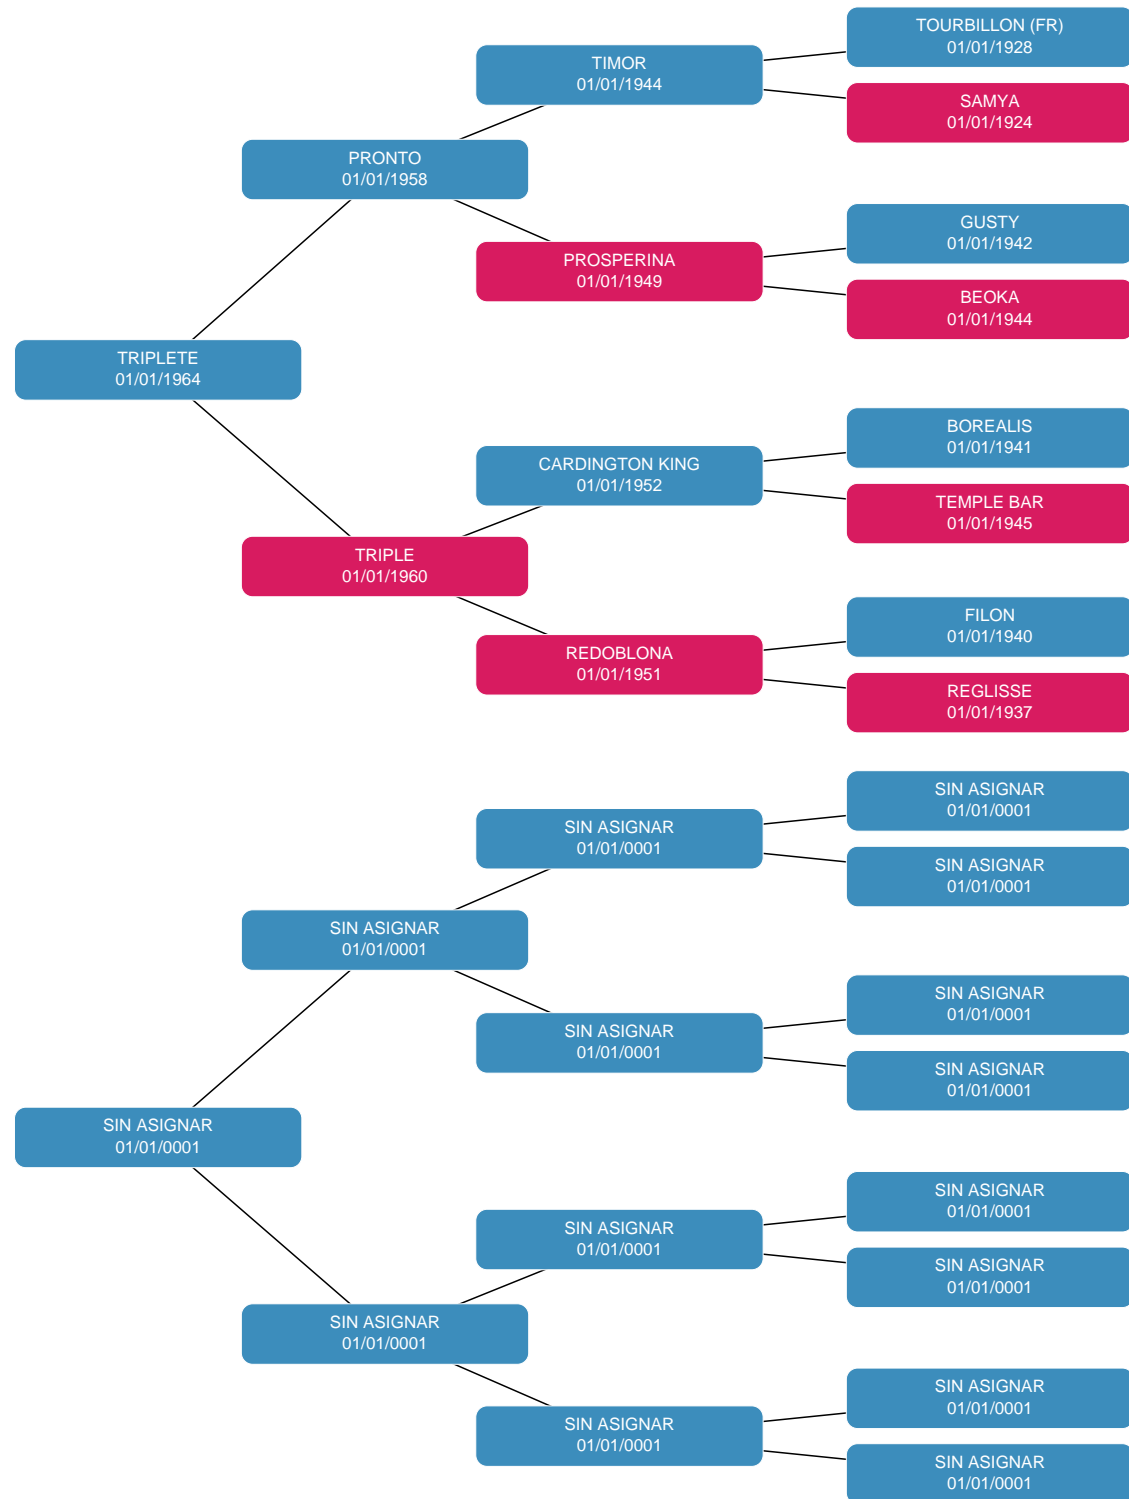 TOURBILLON (FR)
01/01/1928
TIMOR
01/01/1944
SAMYA
01/01/1924
PRONTO
01/01/1958
GUSTY
01/01/1942
PROSPERINA
01/01/1949
BEOKA
01/01/1944
TRIPLETE
01/01/1964
BOREALIS
01/01/1941
CARDINGTON KING
01/01/1952
TEMPLE BAR
01/01/1945
TRIPLE
01/01/1960
FILON
01/01/1940
REDOBLONA
01/01/1951
REGLISSE
01/01/1937
SIN ASIGNAR
01/01/0001
SIN ASIGNAR
01/01/0001
SIN ASIGNAR
01/01/0001
SIN ASIGNAR
01/01/0001
SIN ASIGNAR
01/01/0001
SIN ASIGNAR
01/01/0001
SIN ASIGNAR
01/01/0001
SIN ASIGNAR
01/01/0001
SIN ASIGNAR
01/01/0001
SIN ASIGNAR
01/01/0001
SIN ASIGNAR
01/01/0001
SIN ASIGNAR
01/01/0001
SIN ASIGNAR
01/01/0001
SIN ASIGNAR
01/01/0001
SIN ASIGNAR
01/01/0001